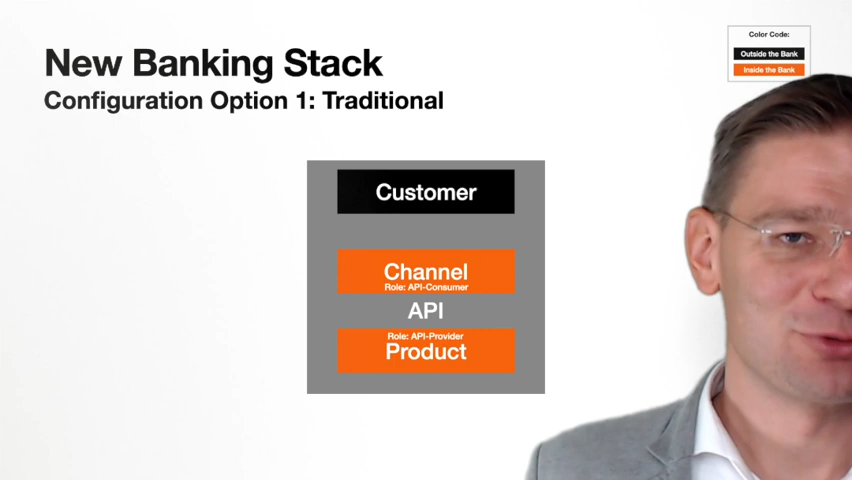 New Banking Stack
Configuration Option 1: Traditional
Color Code:
Outside the Bank
Inside the Bank
Customer
Channel
Role: API-Consumer
API
Role: API-Provider
Product